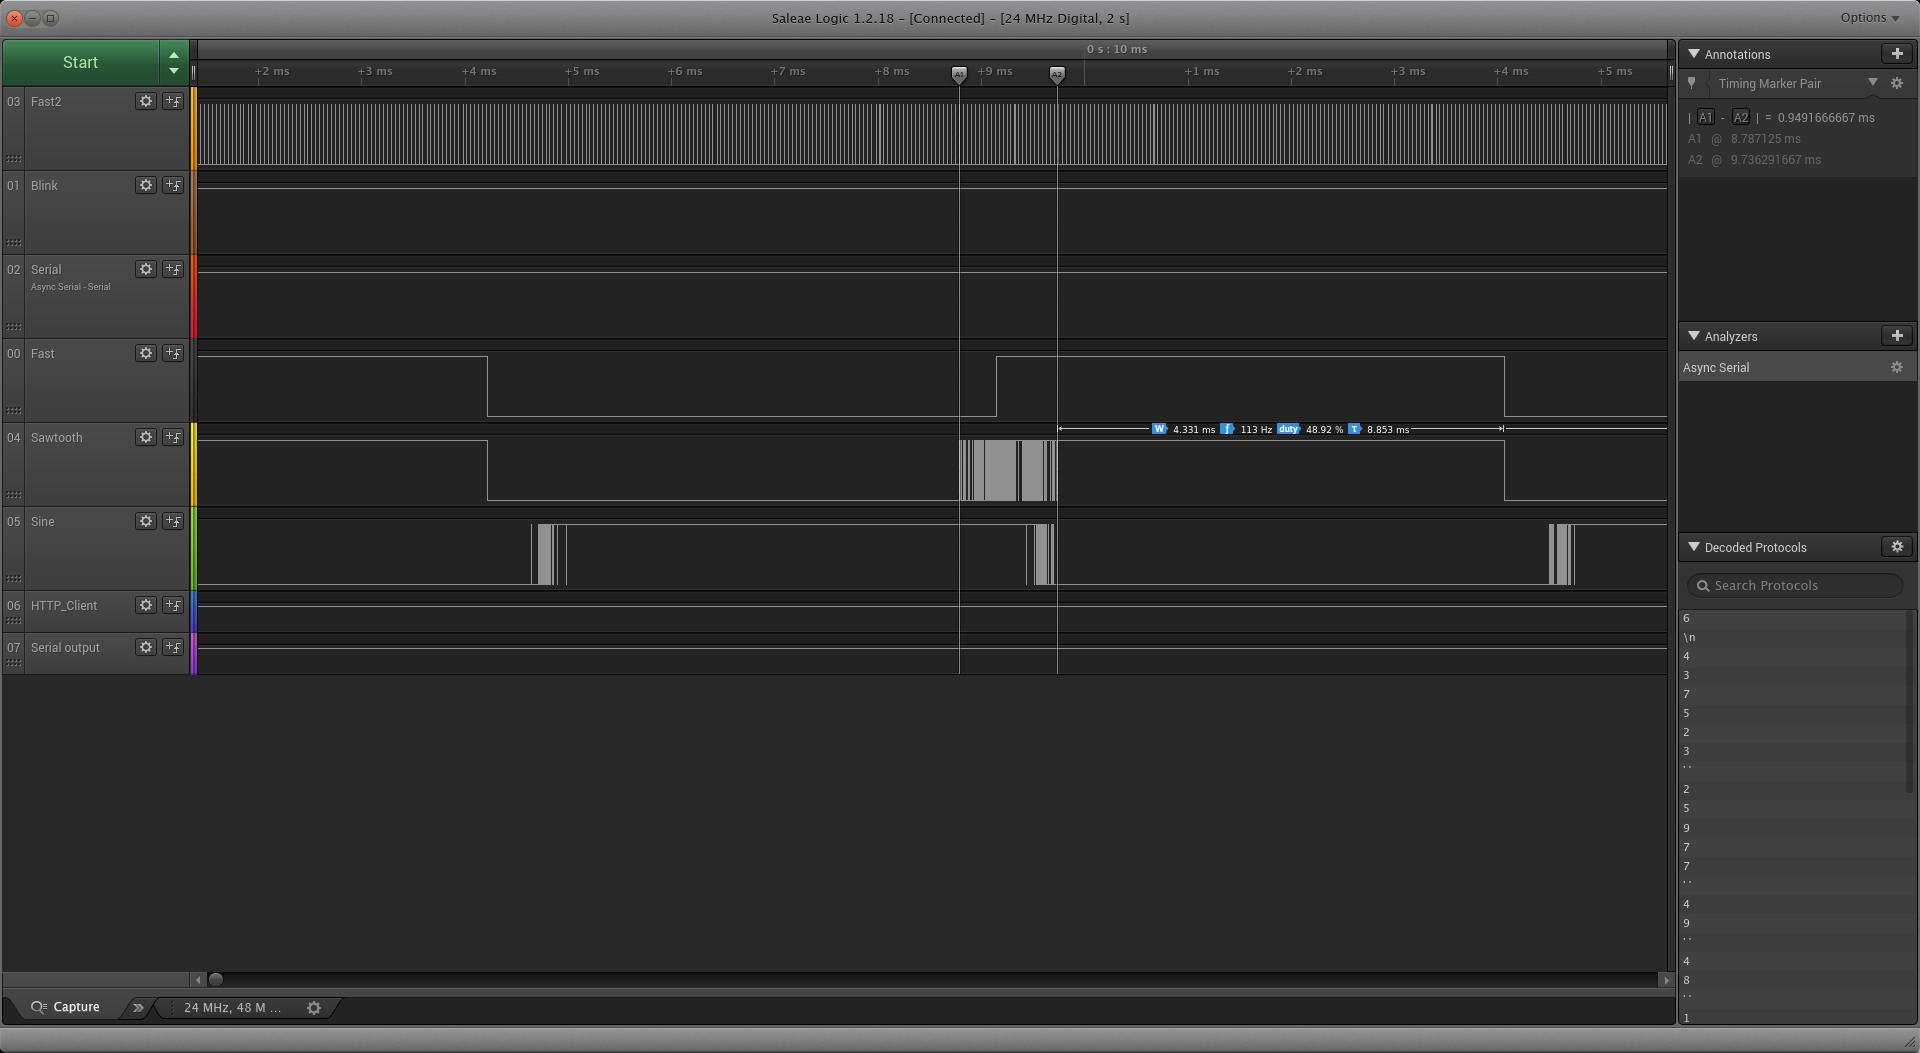 Saleae Logic 1.2.18 - [Connected] - [24 MHz Digital, 2 s]
Options
Start
0 s : 10 ms
+2 ms +3 ms +4 ms +5 ms +6 ms +7 ms +8 ms A1 +9 ms A2 +1 ms +2 ms +3 ms +4 ms +5 ms
03 Fast2
01 Blink
02 Serial
Async Serial - Serial
00 Fast
04 Sawtooth
W 4.331 ms f 113 Hz duty 48.92 % T 8.853 ms
05 Sine
06 HTTP_Client
07 Serial output
Annotations
Timing Marker Pair
| A1 - A2 | = 0.9491666667 ms
A1 @ 8.787125 ms
A2 @ 9.736291667 ms
Analyzers
Async Serial
Decoded Protocols
Search Protocols
6
\n
4
3
7
5
2
3
' '
2
5
9
7
7
' '
4
9
' '
4
8
' '
1
Capture
24 MHz, 48 M ...